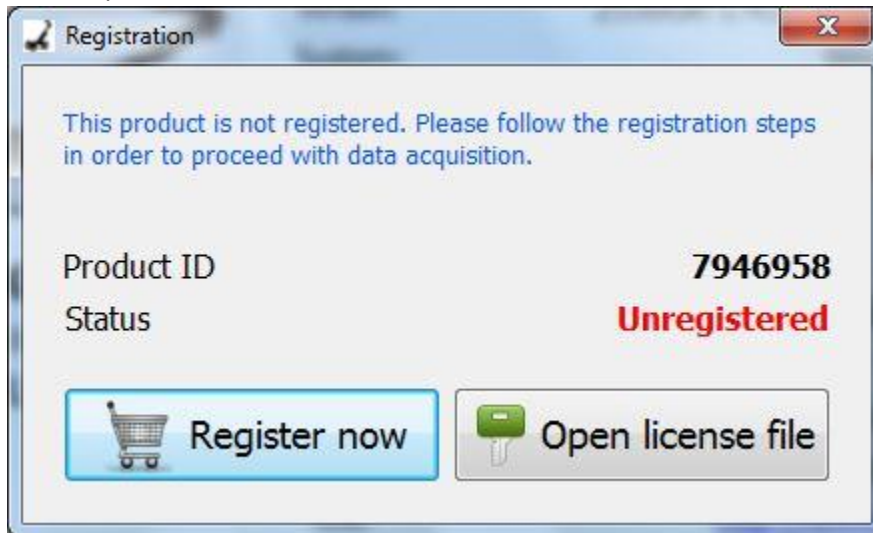 Registration
This product is not registered. Please follow the registration steps
in order to proceed with data acquisition.
Product ID 7946958
Status Unregistered
Register now Open license file